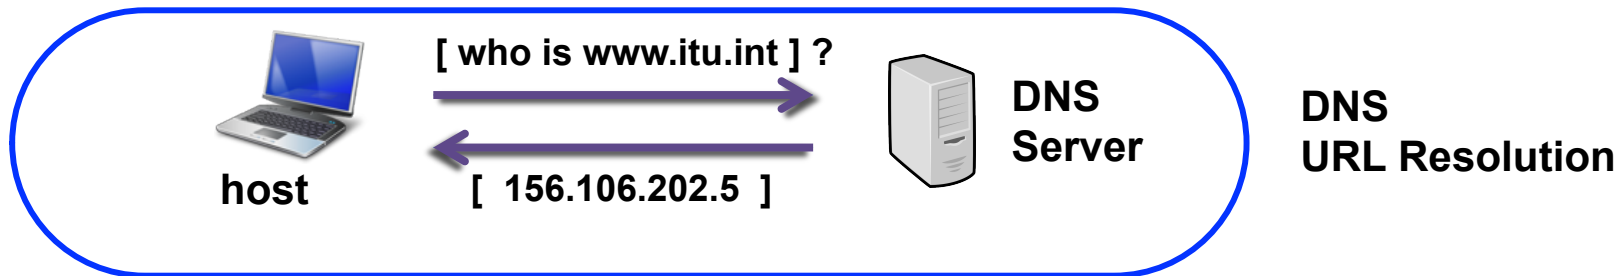 [ who is www.itu.int ] ?
host
[ 156.106.202.5 ]
DNS
Server
DNS
URL Resolution